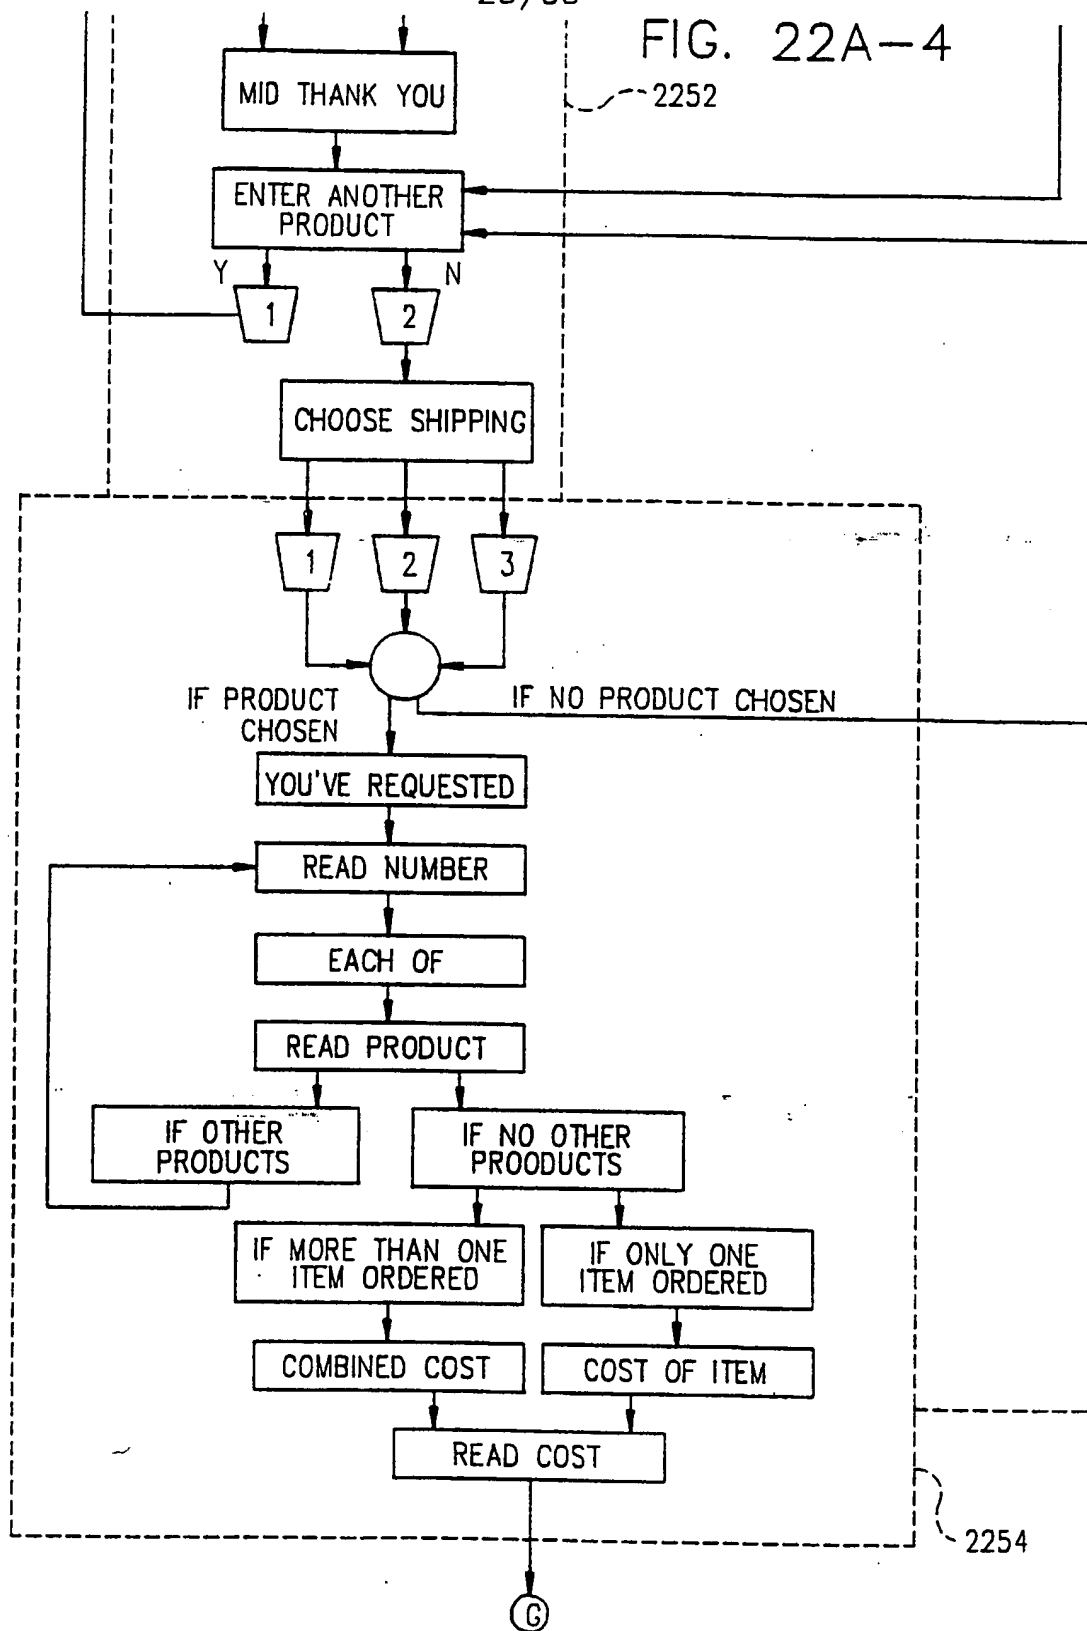 FIG. 22A-4
MID THANK YOU
2252
ENTER ANOTHER
PRODUCT
Y
N
1
2
CHOOSE SHIPPING
1
2
3
IF PRODUCT
CHOSEN
IF NO PRODUCT CHOSEN
YOU'VE REQUESTED
READ NUMBER
EACH OF
READ PRODUCT
IF OTHER
PRODUCTS
IF NO OTHER
PROODUCTS
IF MORE THAN ONE
ITEM ORDERED
IF ONLY ONE
ITEM ORDERED
COMBINED COST
COST OF ITEM
READ COST
2254
G